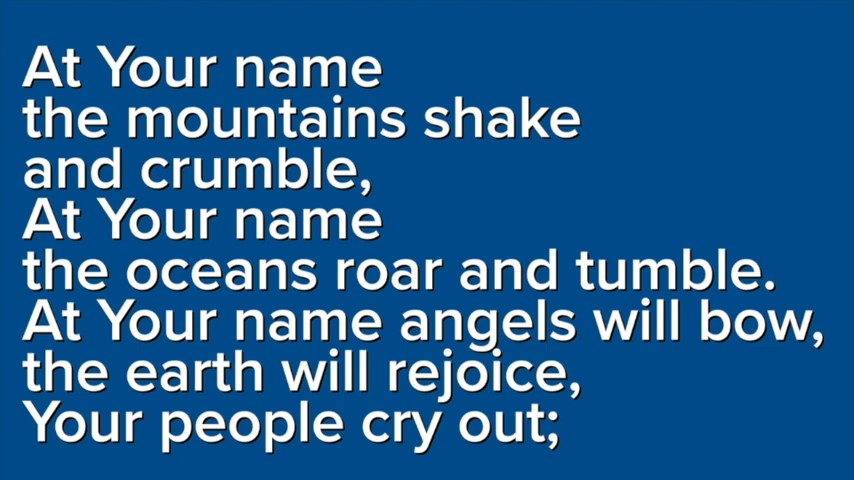 At Your name
the mountains shake
and crumble,
At Your name
the oceans roar and tumble.
At Your name angels will bow,
the earth will rejoice,
Your people cry out;